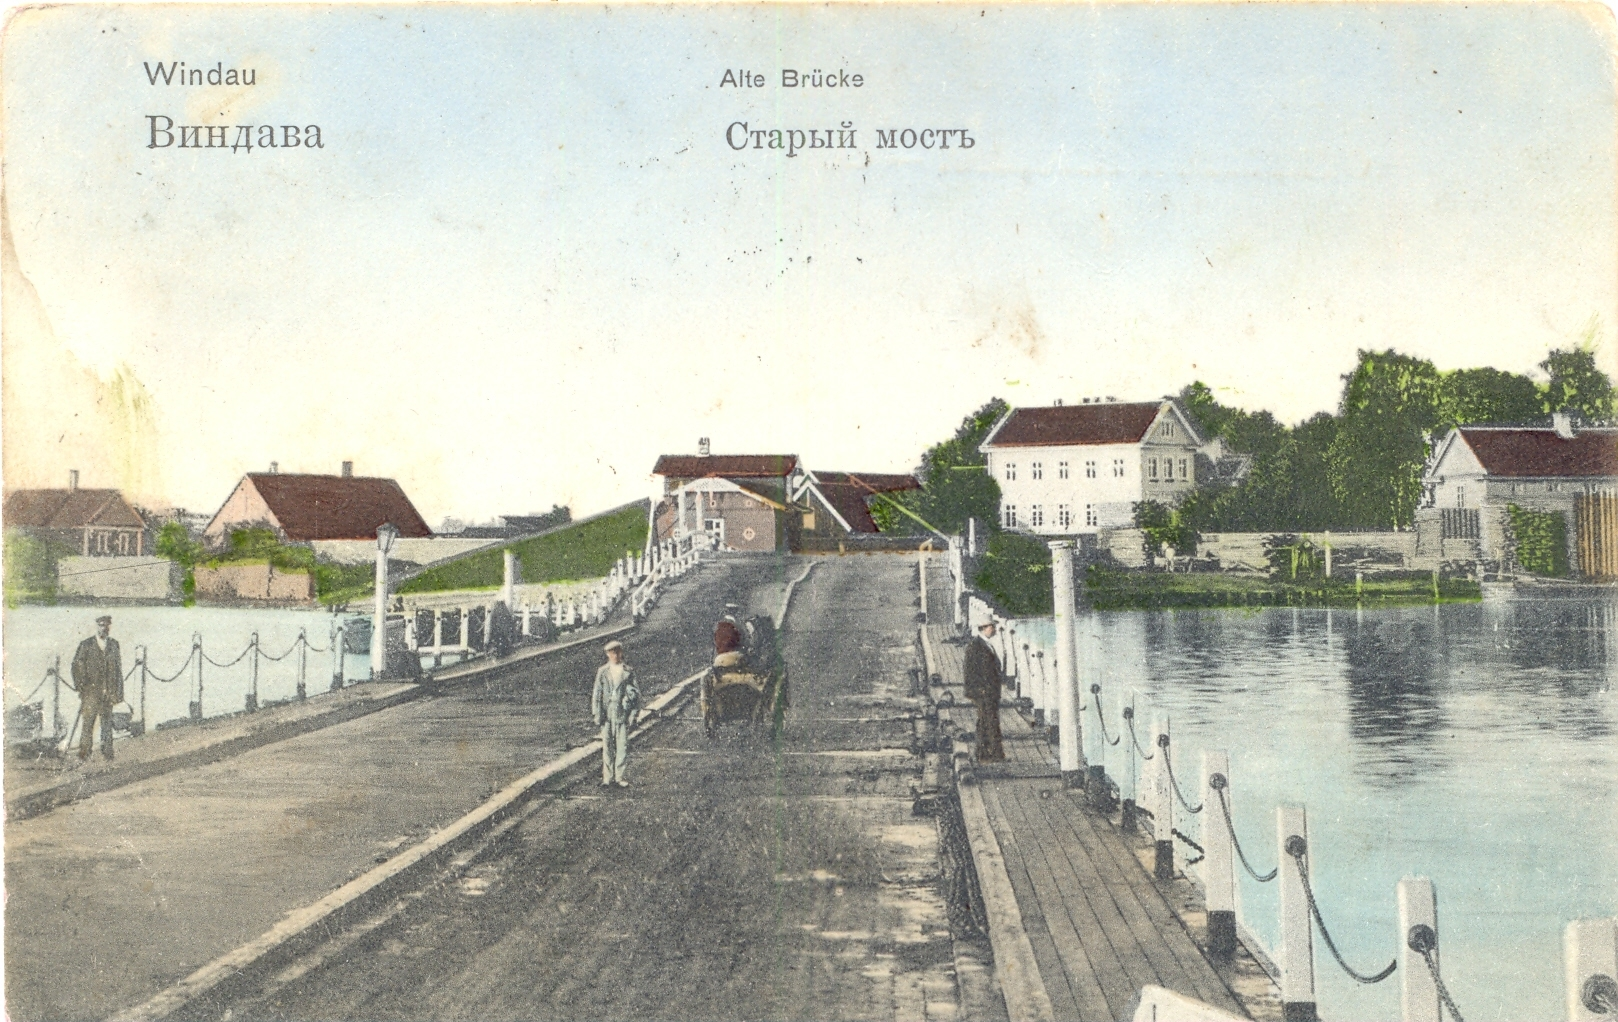 Windau
Виндава
Alte Brücke
Старый мостъ